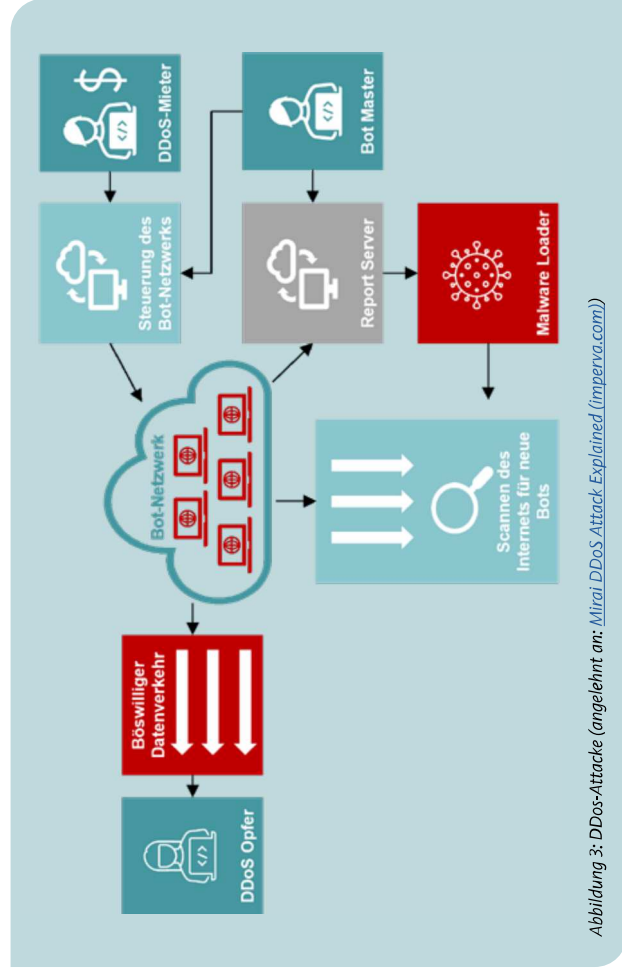 DDoS Opfer
Böswilliger
Datenverkehr
Bot-Netzwerk
Steuerung des
Bot-Netzwerks
DDoS-Mieter
$
Report Server
Bot Master
Scannen des
Internets für neue
Bots
Malware Loader
Abbildung 3: DDos-Attacke (angelehnt an: Mirai DDoS Attack Explained (imperva.com))